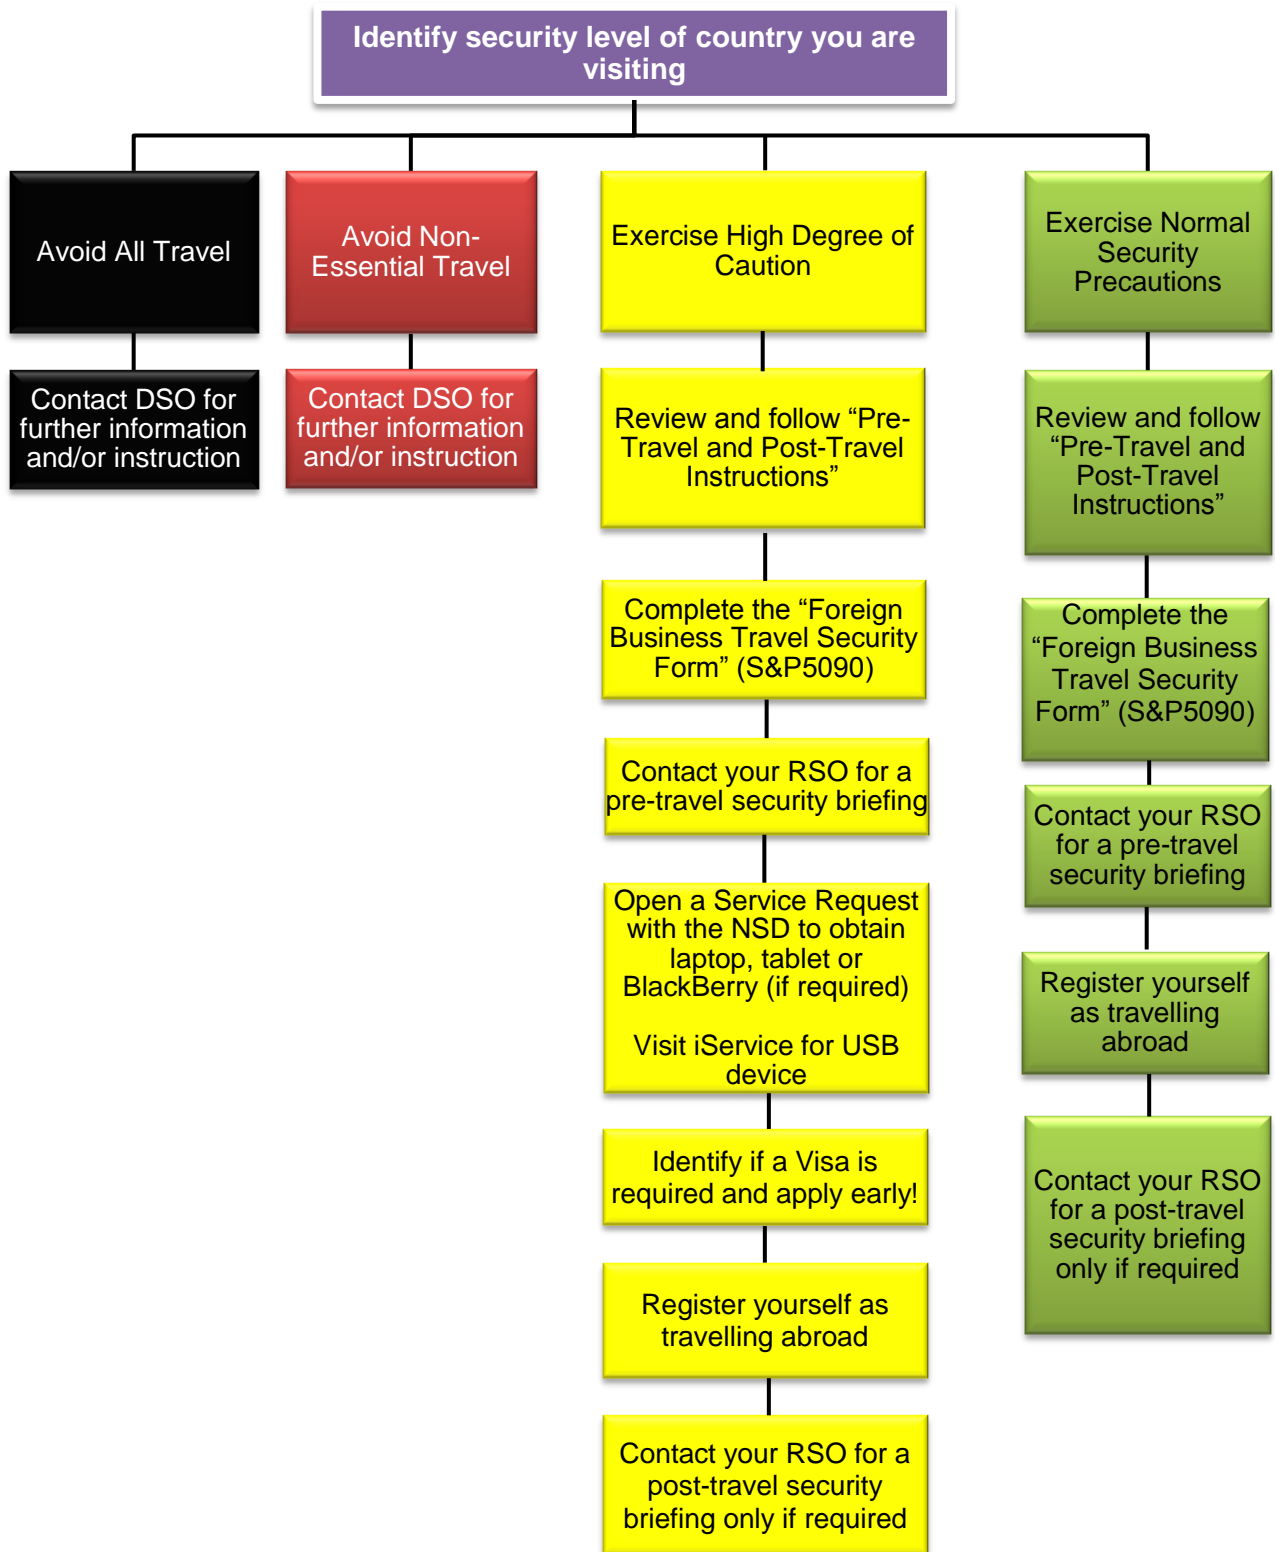 Identify security level of country you are
visiting
Avoid All Travel
Contact DSO for
further information
and/or instruction
Avoid Non-
Essential Travel
Contact DSO for
further information
and/or instruction
Exercise High Degree of
Caution
Review and follow “Pre-
Travel and Post-Travel
Instructions”
Complete the “Foreign
Business Travel Security
Form” (S&P5090)
Contact your RSO for a
pre-travel security briefing
Open a Service Request
with the NSD to obtain
laptop, tablet or
BlackBerry (if required)
Visit iService for USB
device
Identify if a Visa is
required and apply early!
Register yourself as
travelling abroad
Contact your RSO for a
post-travel security
briefing only if required
Exercise Normal
Security
Precautions
Review and follow
“Pre-Travel and
Post-Travel
Instructions”
Complete the
“Foreign Business
Travel Security
Form” (S&P5090)
Contact your RSO
for a pre-travel
security briefing
Register yourself
as travelling
abroad
Contact your RSO
for a post-travel
security briefing
only if required